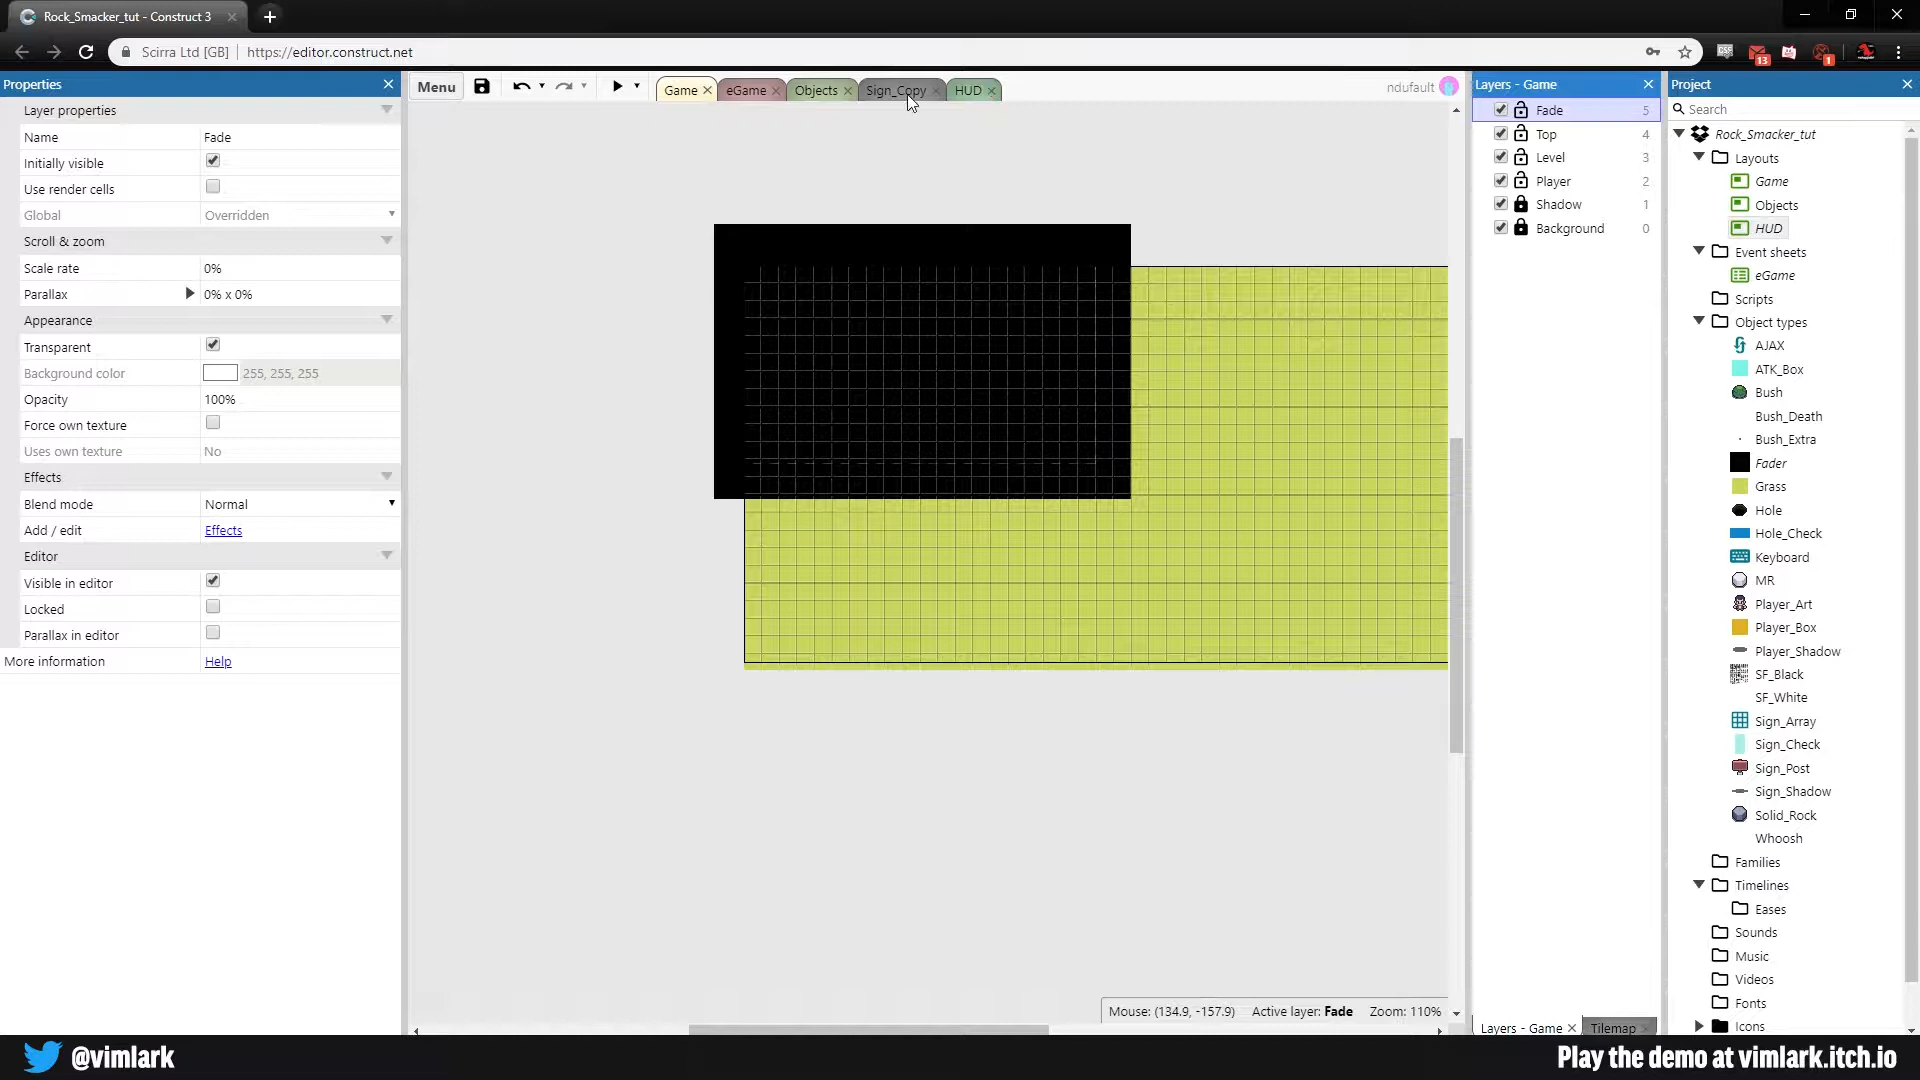 Rock_Smacker_tut - Construct 3
Scirra Ltd [GB] https://editor.construct.net
13
1
Properties
Layer properties
Name Fade
Initially visible
Use render cells
Global Overridden
Scroll & zoom
Scale rate 0%
Parallax 0% x 0%
Appearance
Transparent
Background color 255, 255, 255
Opacity 100%
Force own texture
Uses own texture No
Effects
Blend mode Normal
Add / edit Effects
Editor
Visible in editor
Locked
Parallax in editor
More information Help
Menu
Game
eGame
Objects
Sign_Copy
HUD
ndufault
Mouse: (134.9, -157.9) Active layer: Fade Zoom: 110%
Layers - Game
Fade 5
Top 4
Level 3
Player 2
Shadow 1
Background 0
Layers - Game
Tilemap
Project
Search
Rock_Smacker_tut
Layouts
Game
Objects
HUD
Event sheets
eGame
Scripts
Object types
AJAX
ATK_Box
Bush
Bush_Death
Bush_Extra
Fader
Grass
Hole
Hole_Check
Keyboard
MR
Player_Art
Player_Box
Player_Shadow
SF_Black
SF_White
Sign_Array
Sign_Check
Sign_Post
Sign_Shadow
Solid_Rock
Whoosh
Families
Timelines
Eases
Sounds
Music
Videos
Fonts
Icons
@vimlark
Play the demo at vimlark.itch.io